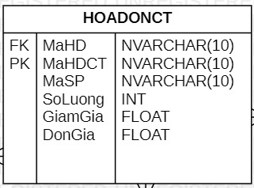 HOADONCT
FK MaHD NVARCHAR(10)
PK MaHDCT NVARCHAR(10)
MaSP NVARCHAR(10)
SoLuong INT
GiamGia FLOAT
DonGia FLOAT